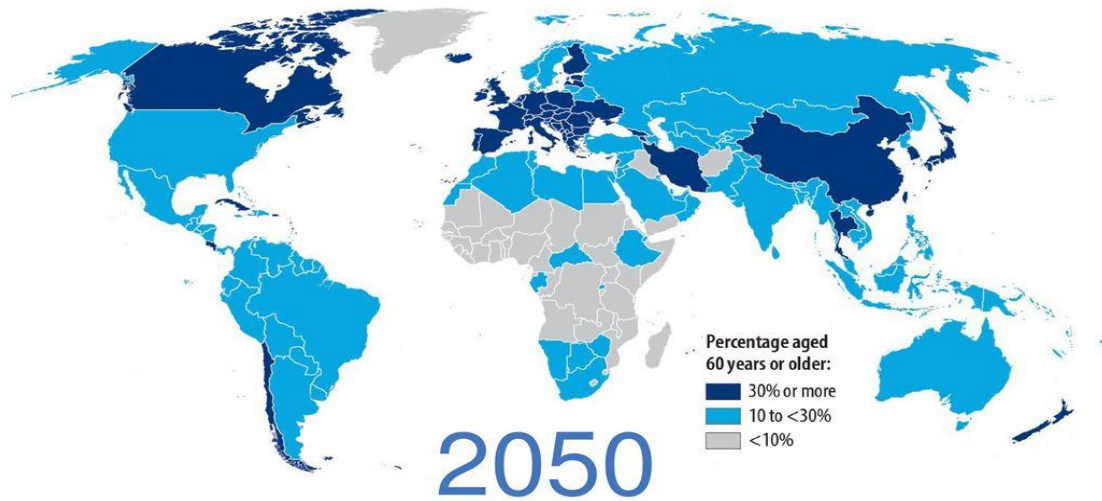 Percentage aged
60 years or older:
30% or more
10 to <30%
<10%
2050